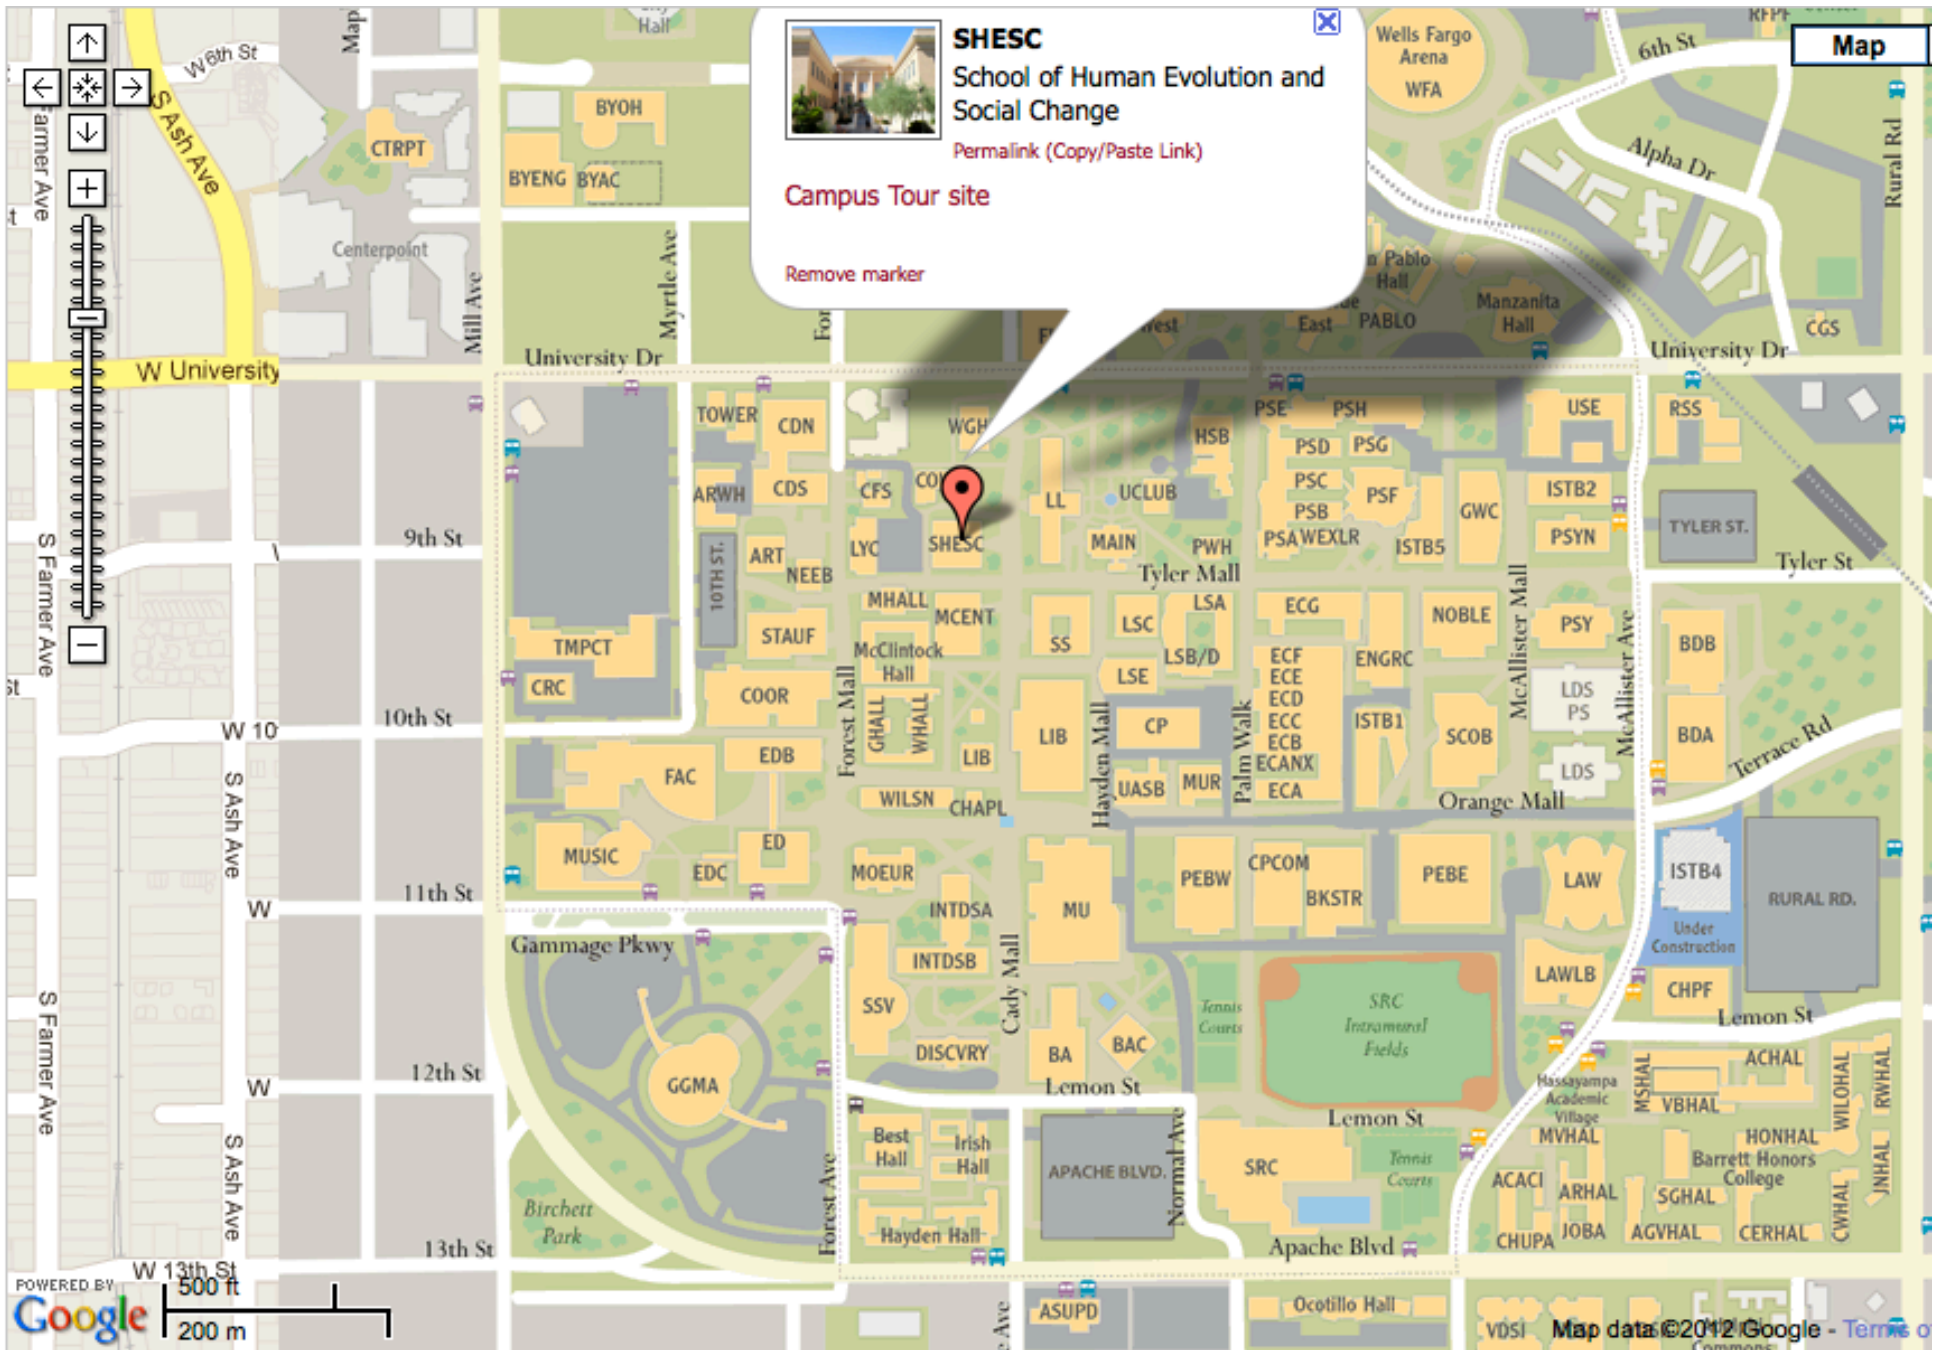 City
Hall
SHESC
School of Human Evolution and
Social Change
Permalink (Copy/Paste Link)
Campus Tour site
Remove marker
Wells Fargo
Arena
WFA
RFPF
6th St
Map
W 6th St
S Ash Ave
Farmer Ave
CTRPT
BYOH
BYENG
BYAC
Alpha Dr
Rural Rd
Centerpoint
Mill Ave
Myrtle Ave
Pablo
Hall
East
PABLO
Manzanita
Hall
CGS
W University
University Dr
University Dr
TOWER
CDN
WGH
HSB
PSE
PSH
USE
RSS
PSD
PSG
ARWH
CDS
CFS
LL
UCLUB
PSC
PSF
GWC
ISTB2
PSB
9th St
S Farmer Ave
10TH ST.
ART
NEEB
LYC
SHESC
MAIN
PWH
PSA
WEXLR
ISTB5
PSYN
TYLER ST.
Tyler Mall
Tyler St
MHALL
MCENT
STAUF
McClintock
Hall
SS
LSC
LSA
LSB/D
LSE
ECG
NOBLE
McAllister Mall
PSY
McAllister Ave
BDB
TMPCT
CRC
COOR
ECF
ECE
ECD
ECC
ECB
ECANX
ECA
ENGRC
ISTB1
SCOB
LDS
PS
LDS
BDA
Terrace Rd
10th St
W 10
Forest Mall
GHALL
WHALL
LIB
LIB
Hayden Mall
CP
Palm Walk
UASB
MUR
FAC
EDB
WILSN
CHAPL
Orange Mall
S Ash Ave
MUSIC
EDC
ED
MOEUR
MU
PEBW
CPCOM
BKSTR
PEBE
LAW
ISTB4
Under
Construction
RURAL RD.
11th St
W
Gammage Pkwy
INTDSA
INTDSB
SSV
Cady Mall
LAWLB
CHPF
S Farmer Ave
Tennis
Courts
SRC
Intramural
Fields
Lemon St
DISCVRY
BA
BAC
GGMA
12th St
W
Lemon St
Lemon St
Hassayampa
Academic
Village
MSHAL
ACHAL
VBHAL
WILOHAL
RWHAL
S Ash Ave
Best
Hall
Irish
Hall
APACHE BLVD.
Normal Ave
SRC
Tennis
Courts
MVHAL
HONHAL
Barrett Honors
College
ACACI
ARHAL
SGHAL
JNHAL
CWHAL
CHUPA
JOBA
AGVHAL
CERHAL
Birchett
Park
Forest Ave
Hayden Hall
13th St
Apache Blvd
W 13th St
POWERED BY
Google
500 ft
200 m
ASUPD
Ocotillo Hall
VDSI
Map data ©2012 Google - Terms of